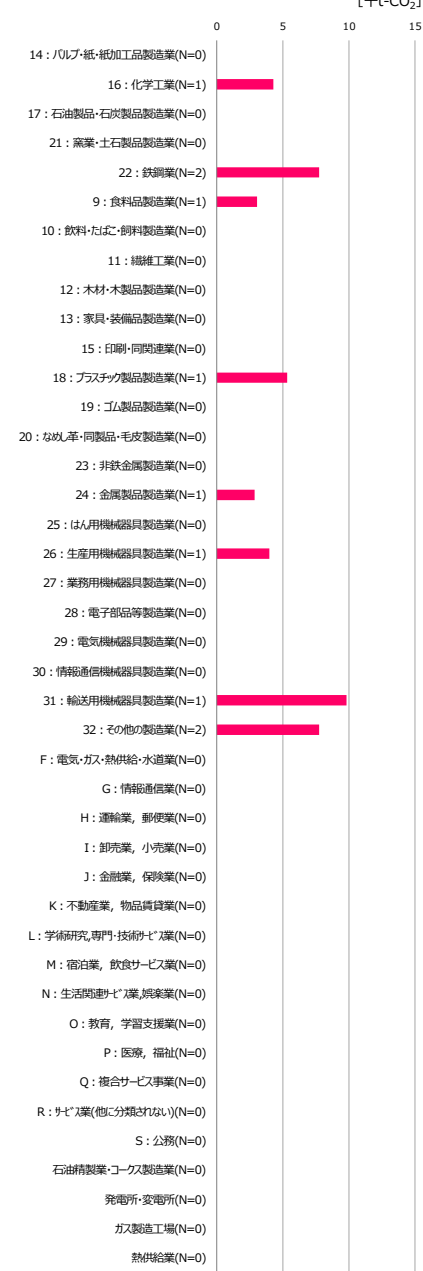 [千t-CO₂]
0 5 10 15
14：パルプ・紙・紙加工品製造業(N=0)
16：化学工業(N=1)
17：石油製品・石炭製品製造業(N=0)
21：窯業・土石製品製造業(N=0)
22：鉄鋼業(N=2)
9：食料品製造業(N=1)
10：飲料・たばこ・飼料製造業(N=0)
11：繊維工業(N=0)
12：木材・木製品製造業(N=0)
13：家具・装備品製造業(N=0)
15：印刷・同関連業(N=0)
18：プラスチック製品製造業(N=1)
19：ゴム製品製造業(N=0)
20：なめし革・同製品・毛皮製造業(N=0)
23：非鉄金属製造業(N=0)
24：金属製品製造業(N=1)
25：はん用機械器具製造業(N=0)
26：生産用機械器具製造業(N=1)
27：業務用機械器具製造業(N=0)
28：電子部品等製造業(N=0)
29：電気機械器具製造業(N=0)
30：情報通信機械器具製造業(N=0)
31：輸送用機械器具製造業(N=1)
32：その他の製造業(N=2)
F：電気・ガス・熱供給・水道業(N=0)
G：情報通信業(N=0)
H：運輸業，郵便業(N=0)
I：卸売業，小売業(N=0)
J：金融業，保険業(N=0)
K：不動産業，物品賃貸業(N=0)
L：学術研究,専門・技術ｻｰﾋﾞｽ業(N=0)
M：宿泊業，飲食サービス業(N=0)
N：生活関連ｻｰﾋﾞｽ業,娯楽業(N=0)
O：教育，学習支援業(N=0)
P：医療，福祉(N=0)
Q：複合サービス事業(N=0)
R：ｻｰﾋﾞｽ業(他に分類されない)(N=0)
S：公務(N=0)
石油精製業・コークス製造業(N=0)
発電所・変電所(N=0)
ガス製造工場(N=0)
熱供給業(N=0)